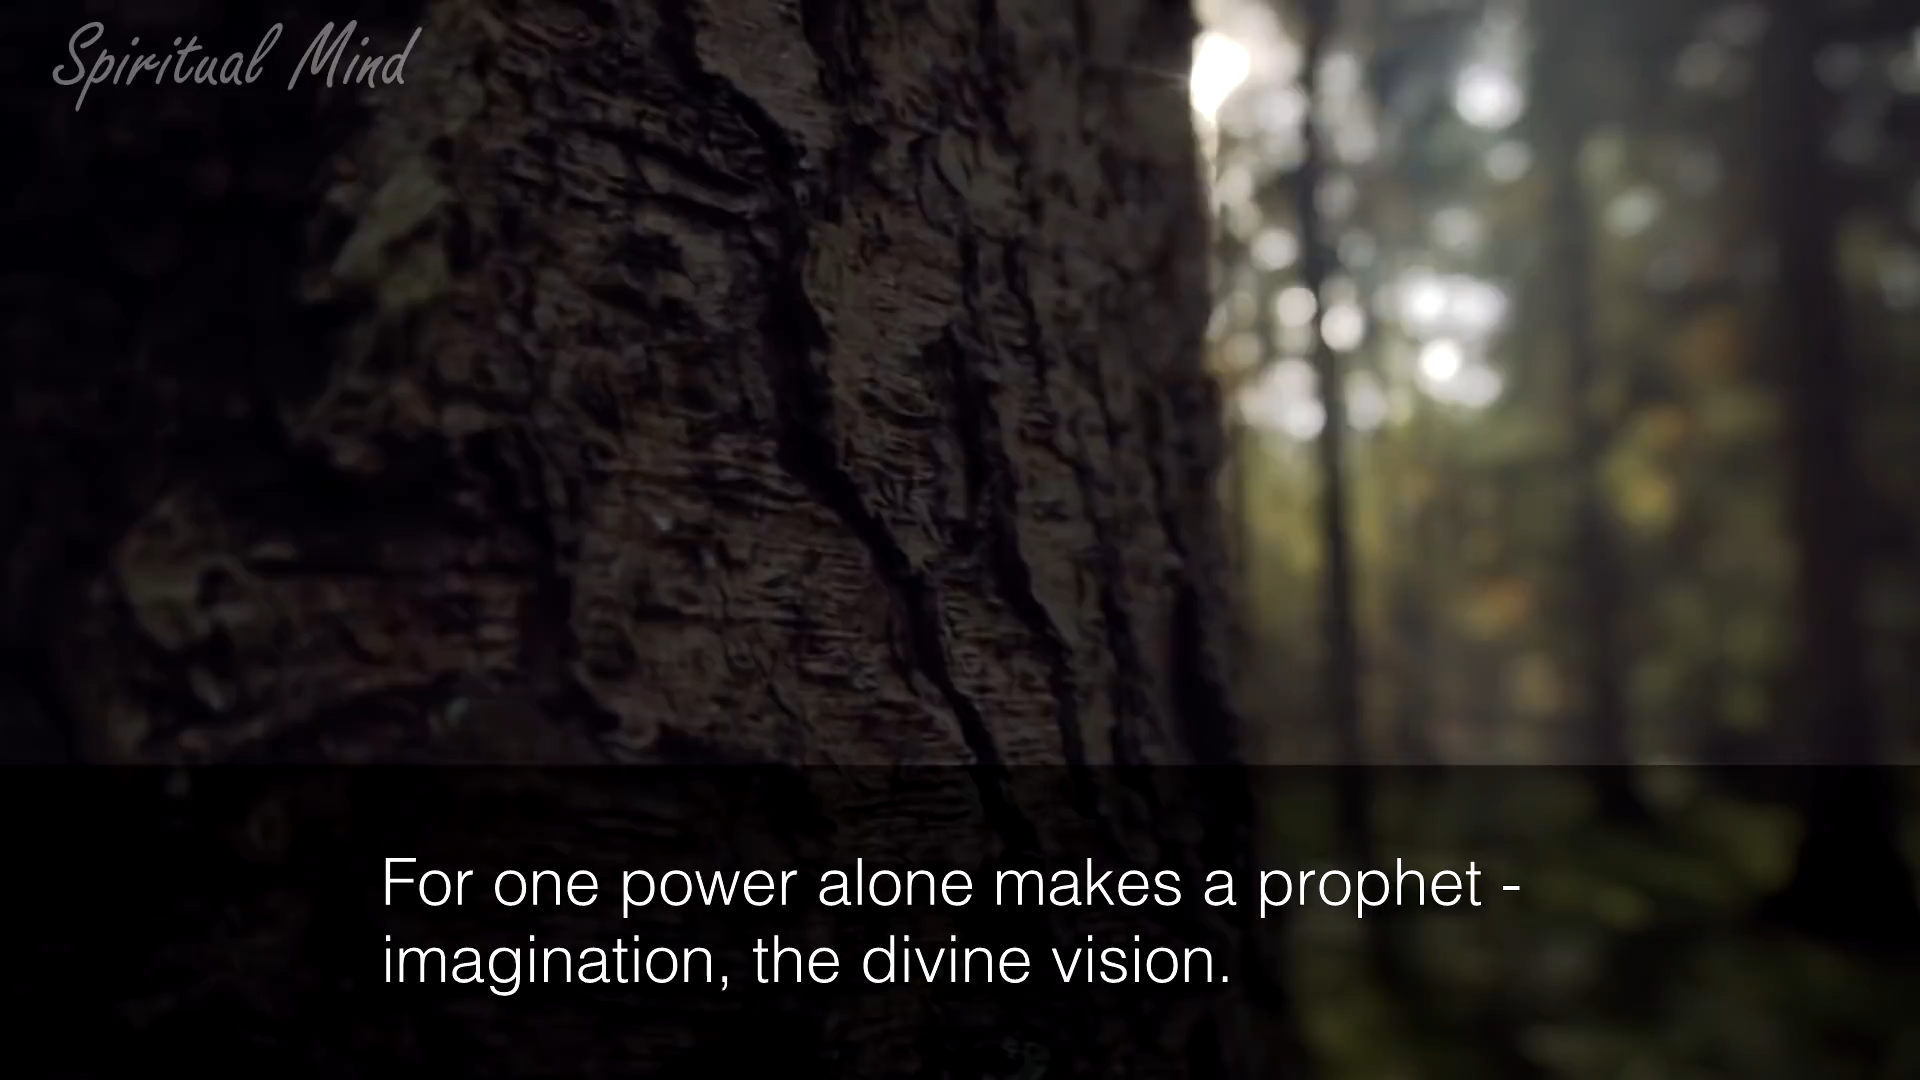 Spiritual Mind
For one power alone makes a prophet -
imagination, the divine vision.